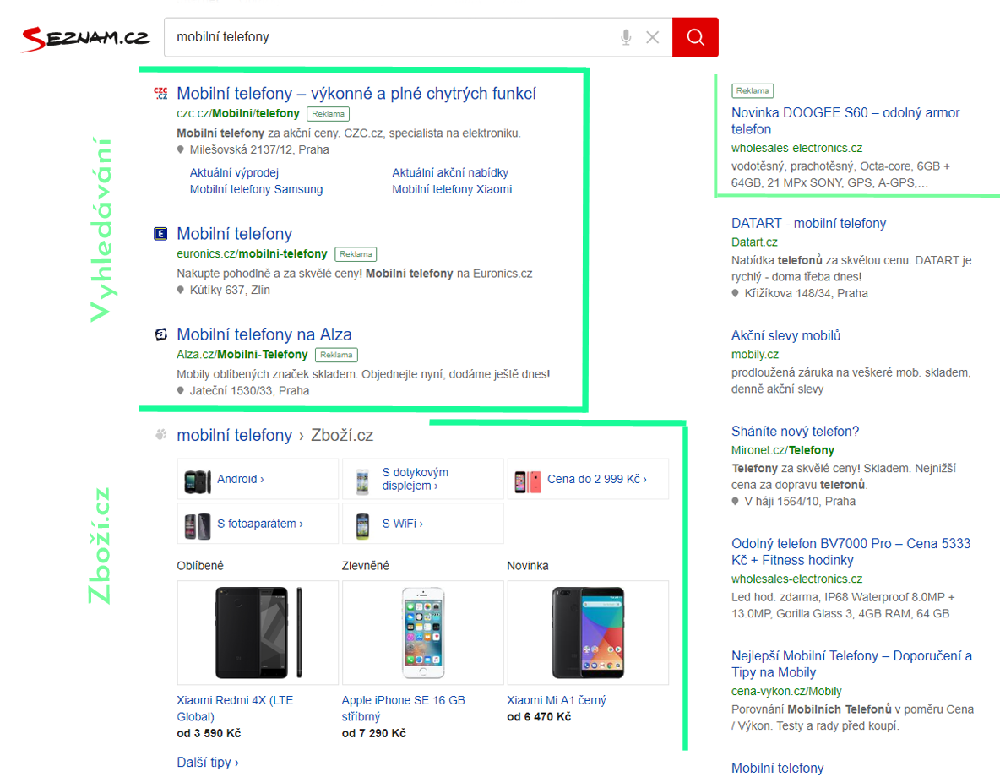 SEZNAM.CZ
mobilní telefony
Vyhledávání
CZC.CZ
Mobilní telefony – výkonné a plné chytrých funkcí
czc.cz/Mobilni/telefony Reklama
Mobilní telefony za akční ceny. CZC.cz, specialista na elektroniku.
Milešovská 2137/12, Praha
Aktuální výprodej
Aktuální akční nabídky
Mobilní telefony Samsung
Mobilní telefony Xiaomi
E
Mobilní telefony
euronics.cz/mobilni-telefony Reklama
Nakupte pohodlně a za skvělé ceny! Mobilní telefony na Euronics.cz
Kútíky 637, Zlín
a
Mobilní telefony na Alza
Alza.cz/Mobilni-Telefony Reklama
Mobily oblíbených značek skladem. Objednejte nyní, dodáme ještě dnes!
Jateční 1530/33, Praha
Zboží.cz
mobilní telefony › Zboží.cz
Android ›
S dotykovým
displejem ›
Cena do 2 999 Kč ›
S fotoaparátem ›
S WiFi ›
Oblíbené
Zlevněné
Novinka
Xiaomi Redmi 4X (LTE
Global)
od 3 590 Kč
Apple iPhone SE 16 GB
stříbrný
od 7 290 Kč
Xiaomi Mi A1 černý
od 6 470 Kč
Další tipy ›
Reklama
Novinka DOOGEE S60 – odolný armor
telefon
wholesales-electronics.cz
vodotěsný, prachotěsný, Octa-core, 6GB +
64GB, 21 MPx SONY, GPS, A-GPS,...
DATART - mobilní telefony
Datart.cz
Nabídka telefonů za skvělou cenu. DATART je
rychlý - doma třeba dnes!
Křižíkova 148/34, Praha
Akční slevy mobilů
mobily.cz
prodloužená záruka na veškeré mob. skladem,
denně akční slevy
Sháníte nový telefon?
Mironet.cz/Telefony
Telefony za skvělé ceny! Skladem. Nejnižší
cena za dopravu telefonů.
V háji 1564/10, Praha
Odolný telefon BV7000 Pro – Cena 5333
Kč + Fitness hodinky
wholesales-electronics.cz
Led hod. zdarma, IP68 Waterproof 8.0MP +
13.0MP, Gorilla Glass 3, 4GB RAM, 64 GB
Nejlepší Mobilní Telefony – Doporučení a
Tipy na Mobily
cena-vykon.cz/Mobily
Porovnání Mobilních Telefonů v poměru Cena
/ Výkon. Testy a rady před koupí.
Mobilní telefony